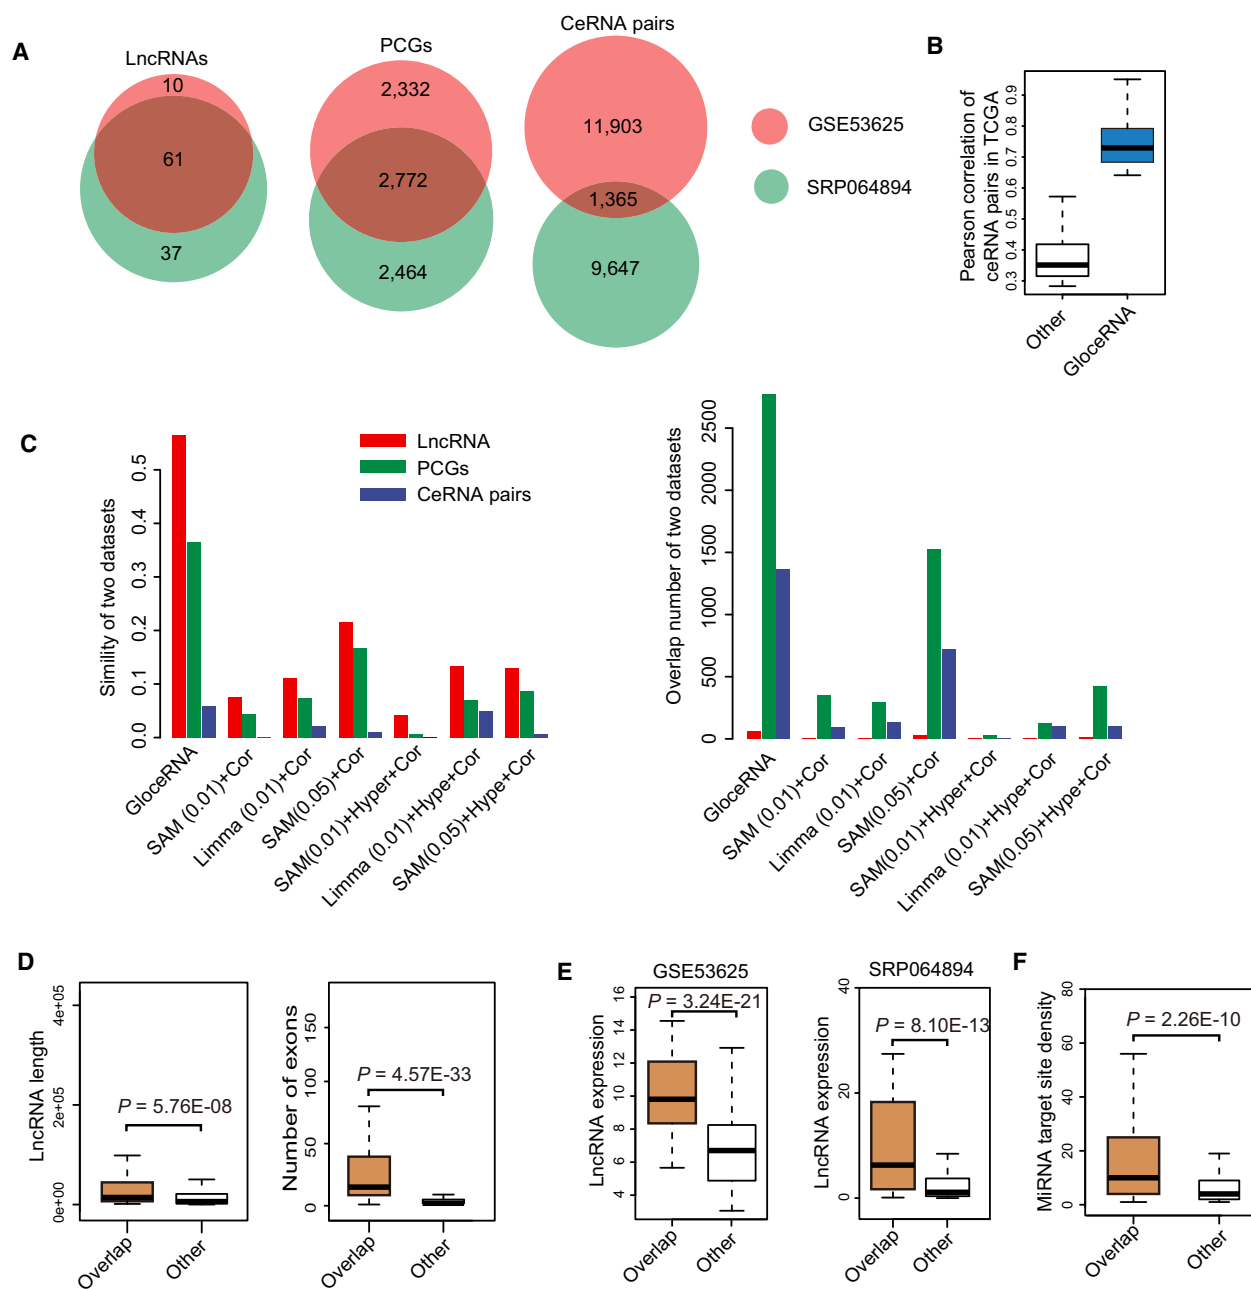 A
LncRNAs
10
61
37
PCGs
2,332
2,772
2,464
CeRNA pairs
11,903
1,365
9,647
GSE53625
SRP064894
B
Pearson correlation of
ceRNA pairs in TCGA
0.9
0.8
0.7
0.6
0.5
0.4
0.3
Other
GloceRNA
C
Simility of two datasets
0.5
0.4
0.3
0.2
0.1
0.0
LncRNA
PCGs
CeRNA pairs
GloceRNA
SAM (0.01)+Cor
Limma (0.01)+Cor
SAM(0.05)+Cor
SAM(0.01)+Hyper+Cor
Limma (0.01)+Hype+Cor
SAM(0.05)+Hype+Cor
Overlap number of two datasets
2500
2000
1500
1000
500
0
GloceRNA
SAM (0.01)+Cor
Limma (0.01)+Cor
SAM(0.05)+Cor
SAM(0.01)+Hyper+Cor
Limma (0.01)+Hype+Cor
SAM(0.05)+Hype+Cor
D
LncRNA length
4e+05
2e+05
0e+00
P = 5.76E-08
Overlap
Other
Number of exons
150
100
50
0
P = 4.57E-33
Overlap
Other
E
GSE53625
LncRNA expression
16
14
12
10
8
6
4
P = 3.24E-21
Overlap
Other
SRP064894
LncRNA expression
40
20
0
P = 8.10E-13
Overlap
Other
F
MiRNA target site density
80
60
40
20
0
P = 2.26E-10
Overlap
Other